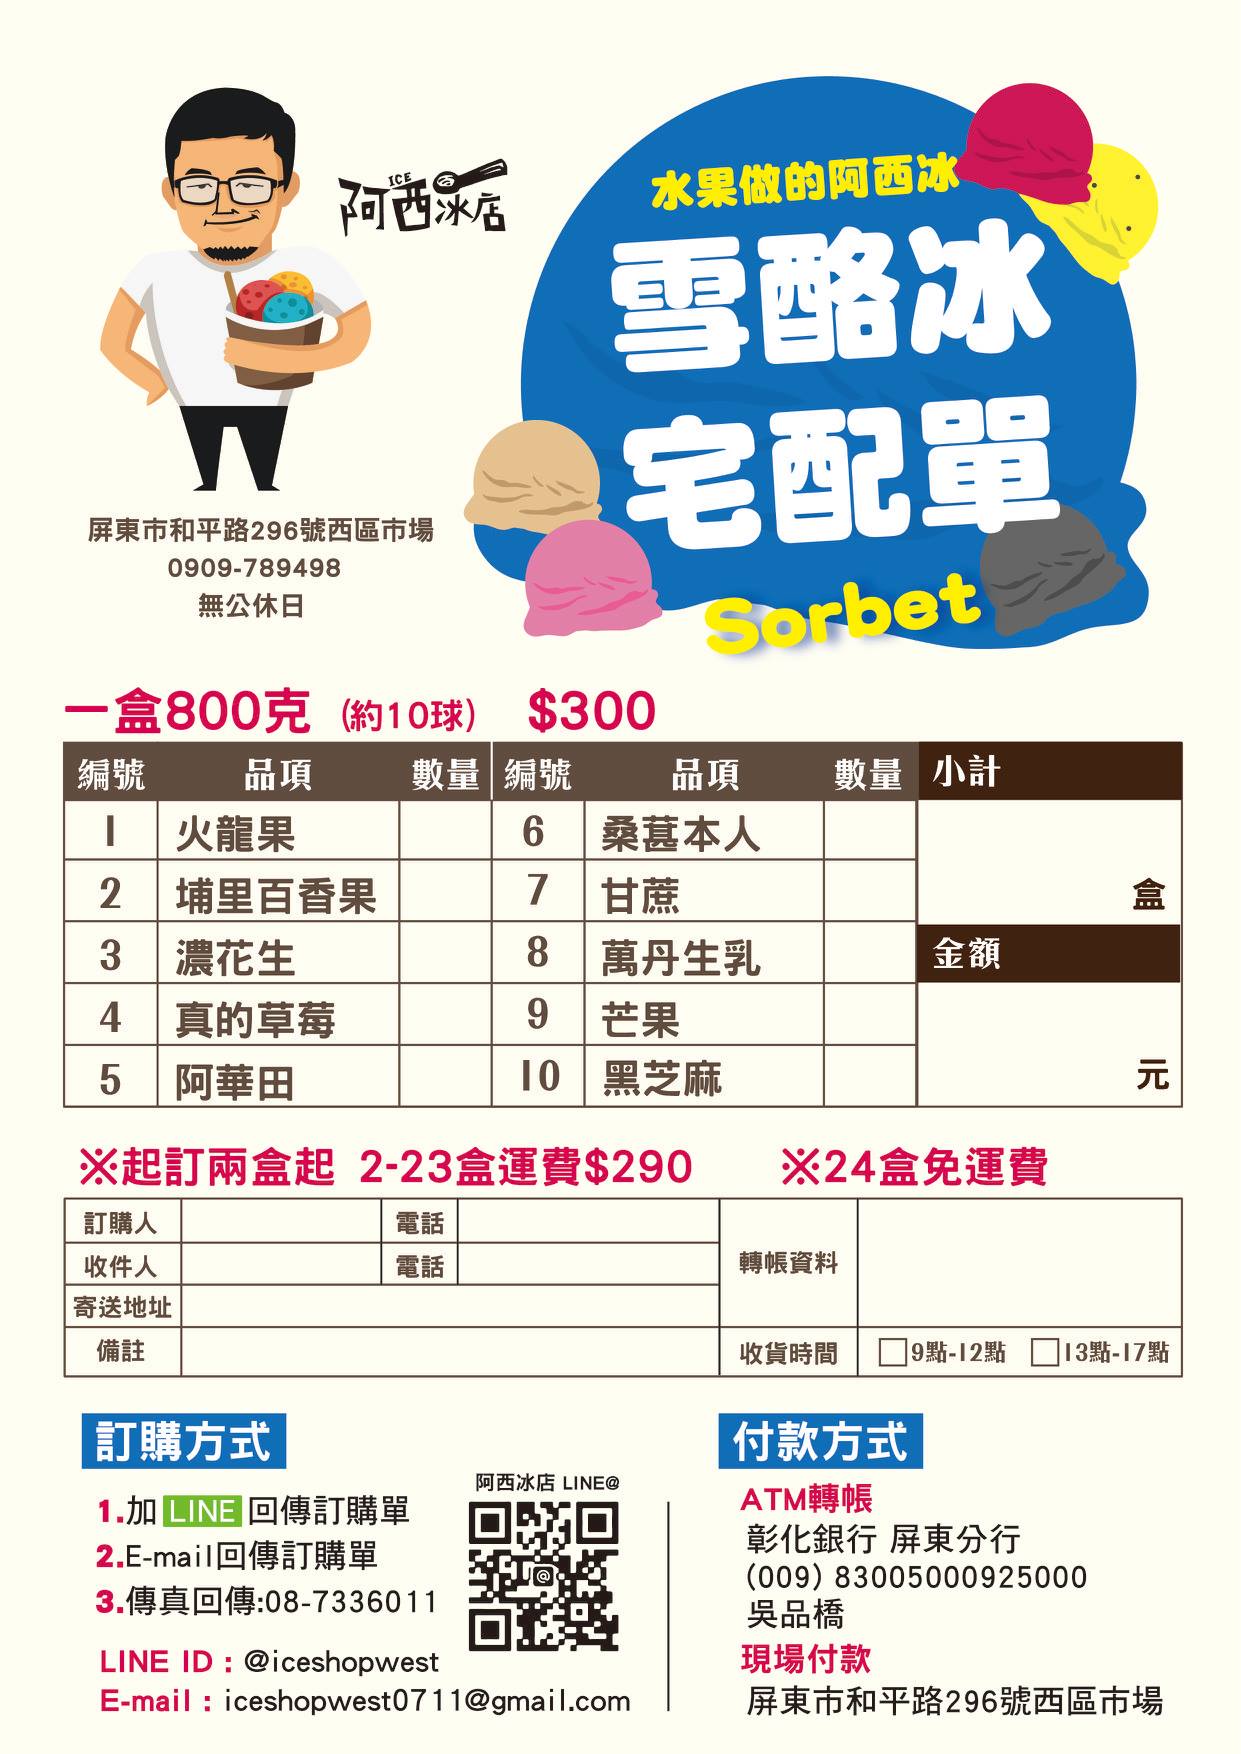 ICE
阿西冰店
水果做的阿西冰
雪酪冰
宅配單
Sorbet
屏東市和平路296號西區市場
0909-789498
無公休日
一盒800克 (約10球) $300
編號 品項 數量 編號 品項 數量 小計
1 火龍果 6 桑葚本人
2 埔里百香果 7 甘蔗 盒
3 濃花生 8 萬丹生乳 金額
4 真的草莓 9 芒果
5 阿華田 10 黑芝麻 元
※起訂兩盒起 2-23盒運費$290 ※24盒免運費
訂購人 電話 轉帳資料
收件人 電話
寄送地址
備註 收貨時間 9點-12點 13點-17點
訂購方式
阿西冰店 LINE@
1.加 LINE 回傳訂購單
2.E-mail回傳訂購單
3.傳真回傳:08-7336011
LINE ID : @iceshopwest
E-mail : iceshopwest0711@gmail.com
付款方式
ATM轉帳
彰化銀行 屏東分行
(009) 83005000925000
吳品橋
現場付款
屏東市和平路296號西區市場